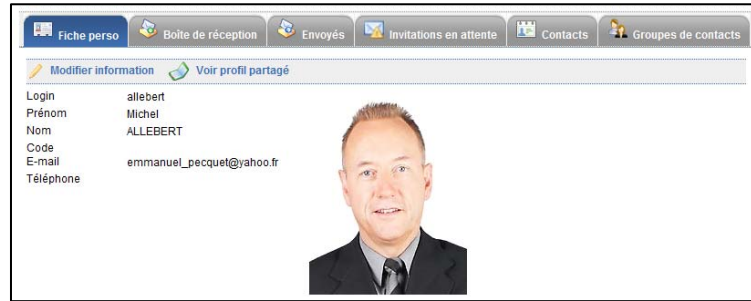 Fiche perso Boîte de réception Envoyés Invitations en attente Contacts Groupes de contacts
Modifier information Voir profil partagé
Login allebert
Prénom Michel
Nom ALLEBERT
Code
E-mail emmanuel_pecquet@yahoo.fr
Téléphone